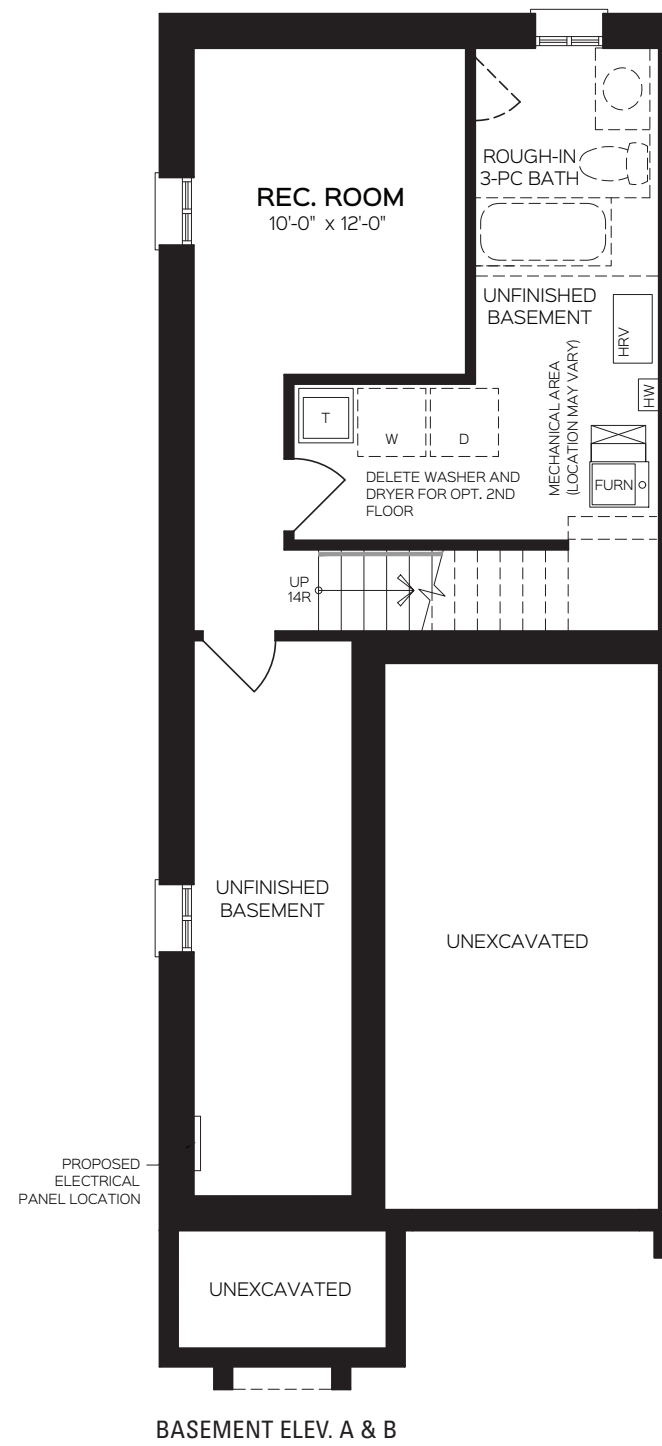 ROUGH-IN
3-PC BATH
REC. ROOM
10'-0" x 12'-0"
UNFINISHED
BASEMENT
HRV
MECHANICAL AREA
(LOCATION MAY VARY)
HW
T
W
D
FURN
DELETE WASHER AND
DRYER FOR OPT. 2ND
FLOOR
UP
14R
UNFINISHED
BASEMENT
UNEXCAVATED
PROPOSED
ELECTRICAL
PANEL LOCATION
UNEXCAVATED
BASEMENT ELEV. A & B